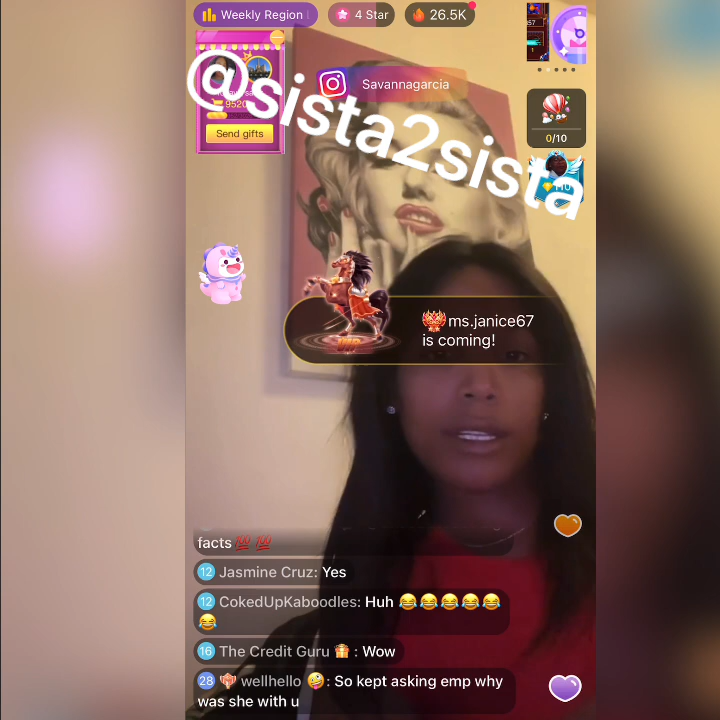 Weekly Region
4 Star
26.5K
@sista2sista
Savannagarcia
9520
Send gifts
0/10
ms.janice67
is coming!
facts 💯 💯
12 Jasmine Cruz: Yes
12 CokedUpKaboodles: Huh 😂😂😂😂😂
😂
16 The Credit Guru 🎁 : Wow
28 wellhello 🤪: So kept asking emp why
was she with u